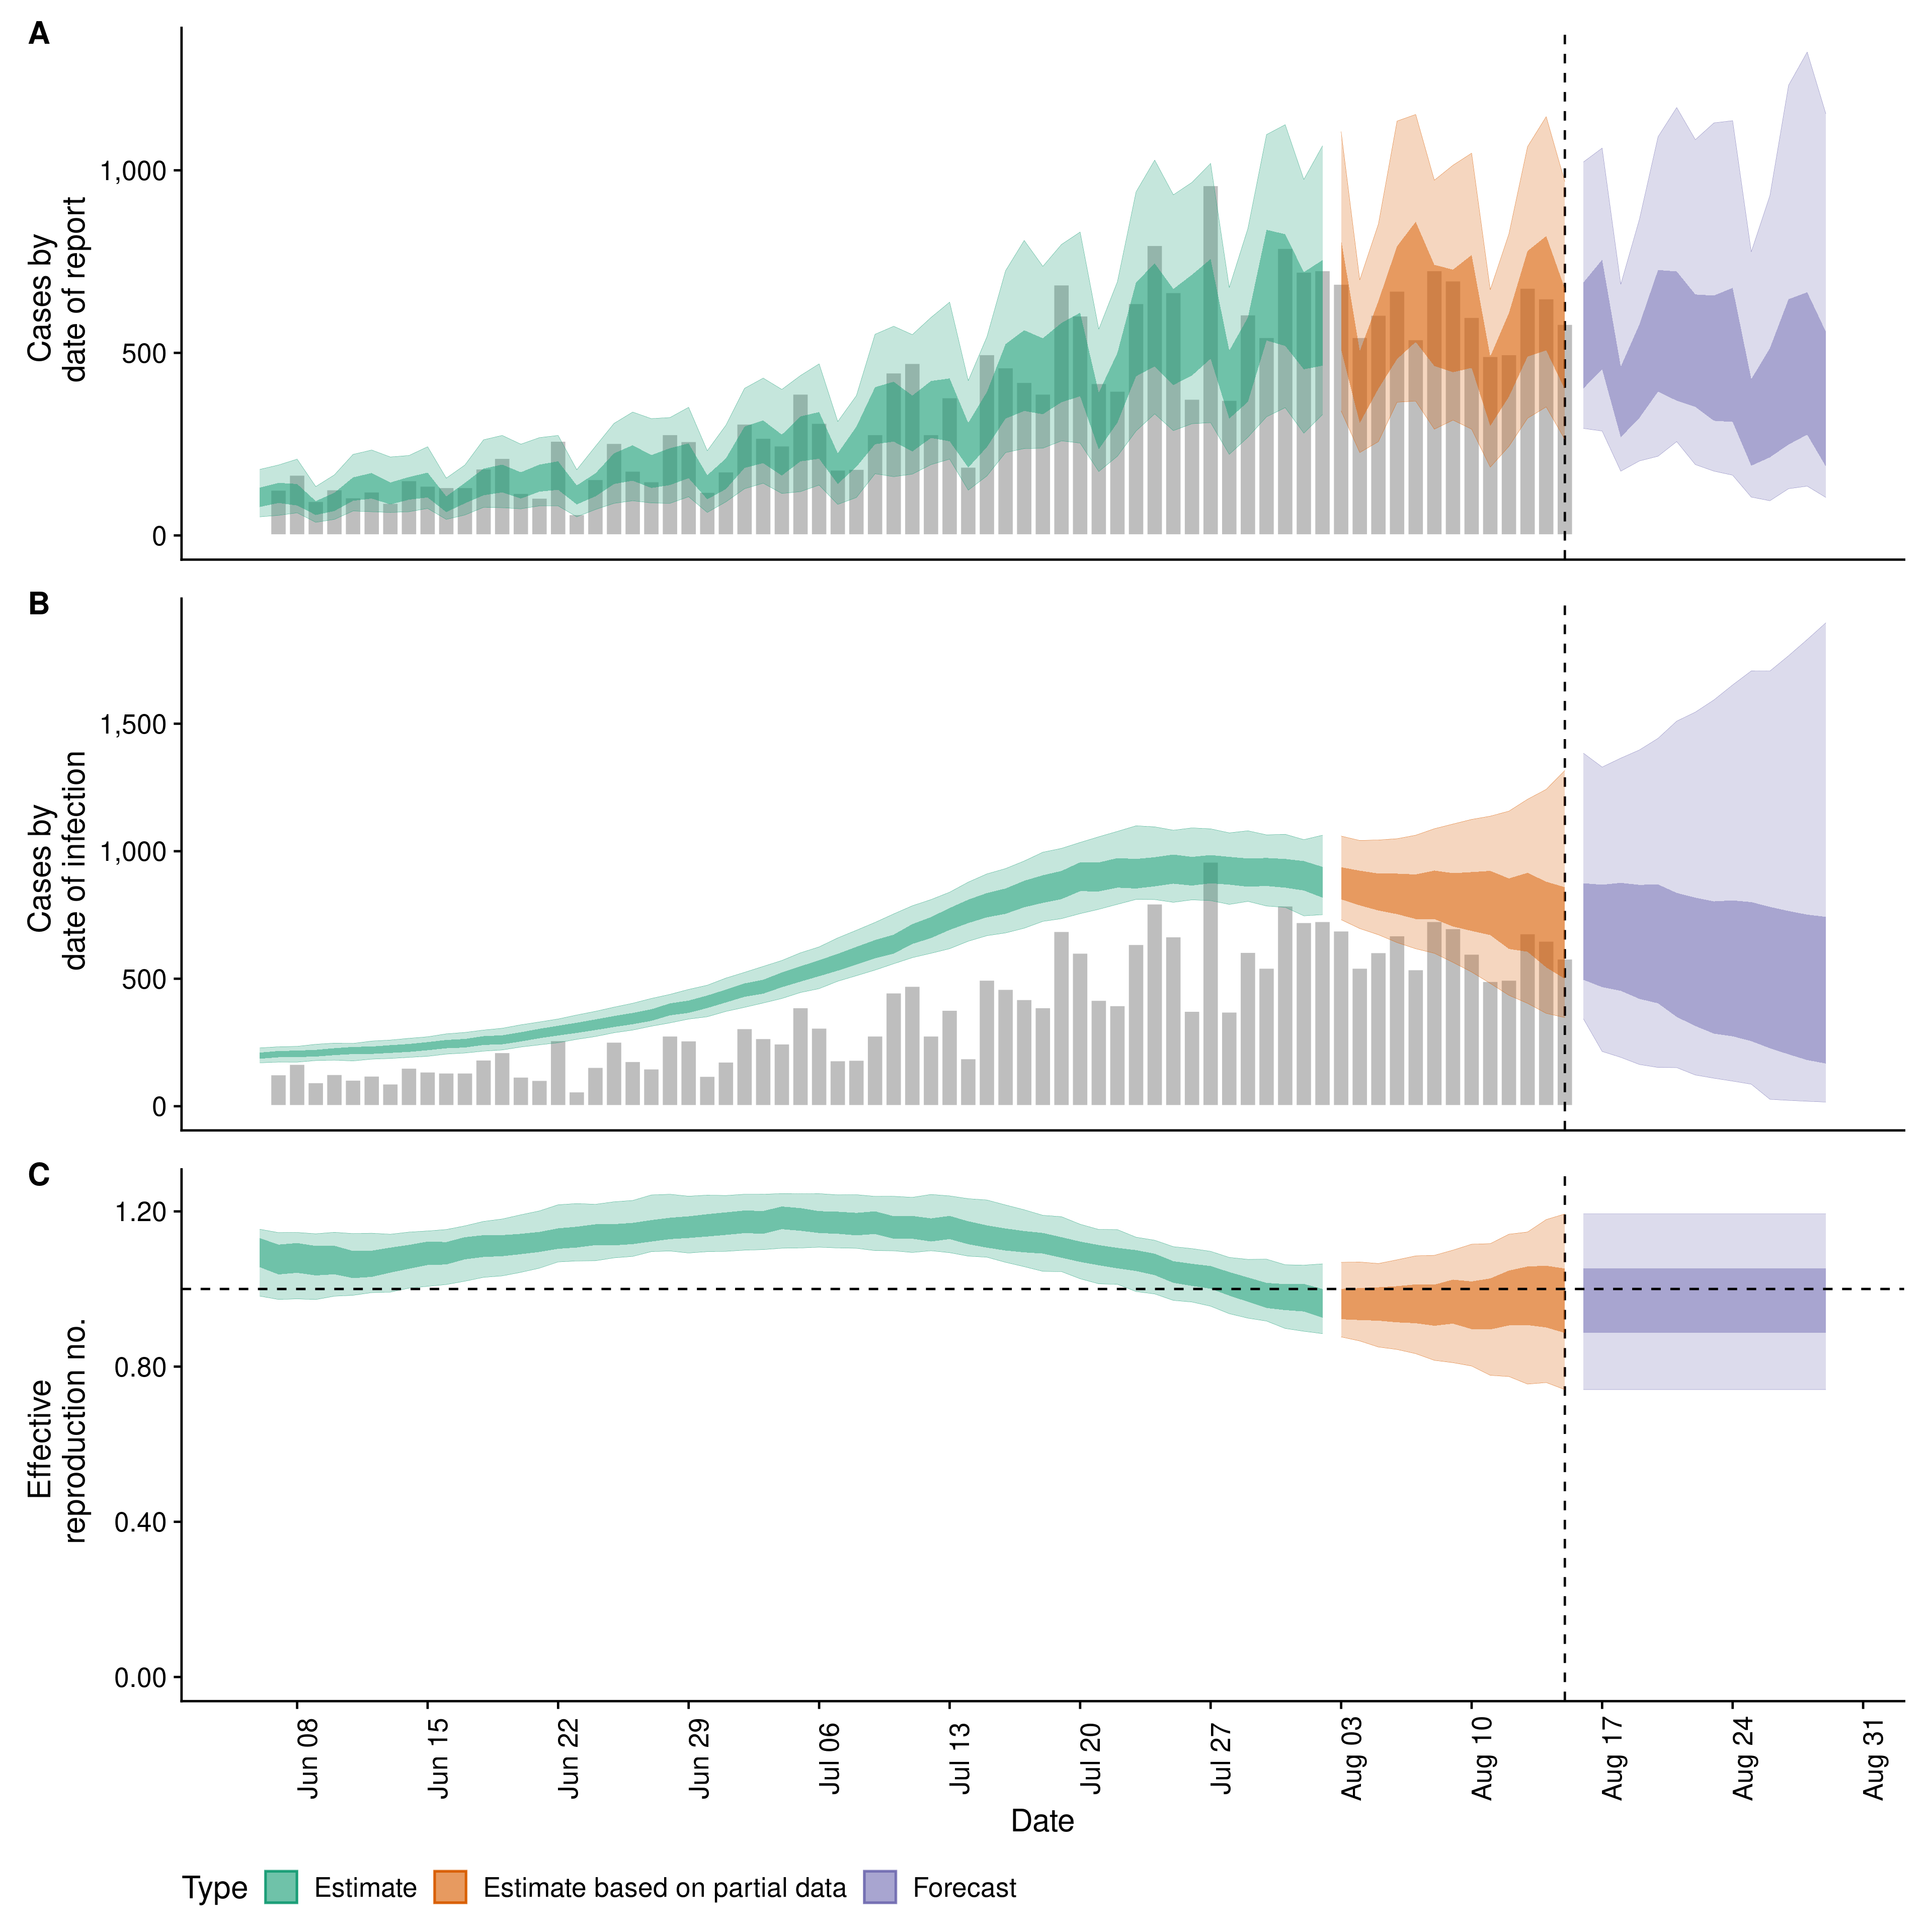 A
Cases by
date of report
1,000
500
0
B
Cases by
date of infection
1,500
1,000
500
0
C
Effective
reproduction no.
1.20
0.80
0.40
0.00
Jun 08
Jun 15
Jun 22
Jun 29
Jul 06
Jul 13
Jul 20
Jul 27
Aug 03
Aug 10
Aug 17
Aug 24
Aug 31
Date
Type Estimate Estimate based on partial data Forecast